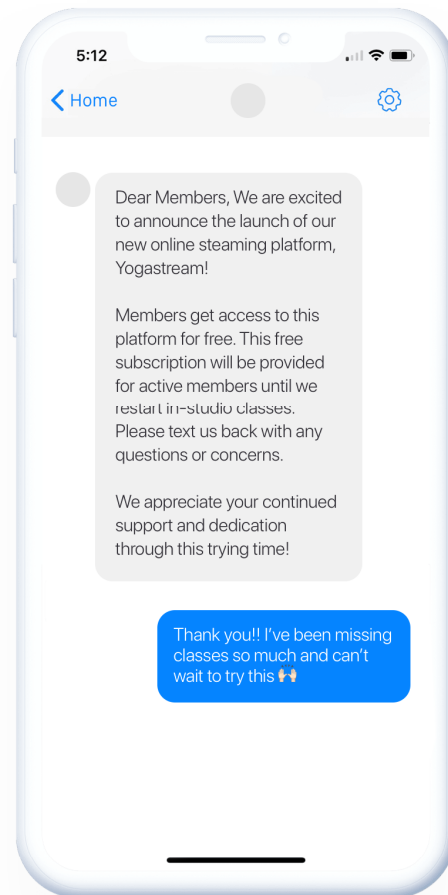 5:12
Home
Dear Members, We are excited
to announce the launch of our
new online steaming platform,
Yogastream!
Members get access to this
platform for free. This free
subscription will be provided
for active members until we
restart in-studio classes.
Please text us back with any
questions or concerns.
We appreciate your continued
support and dedication
through this trying time!
Thank you!! I’ve been missing
classes so much and can’t
wait to try this 🙌🏻